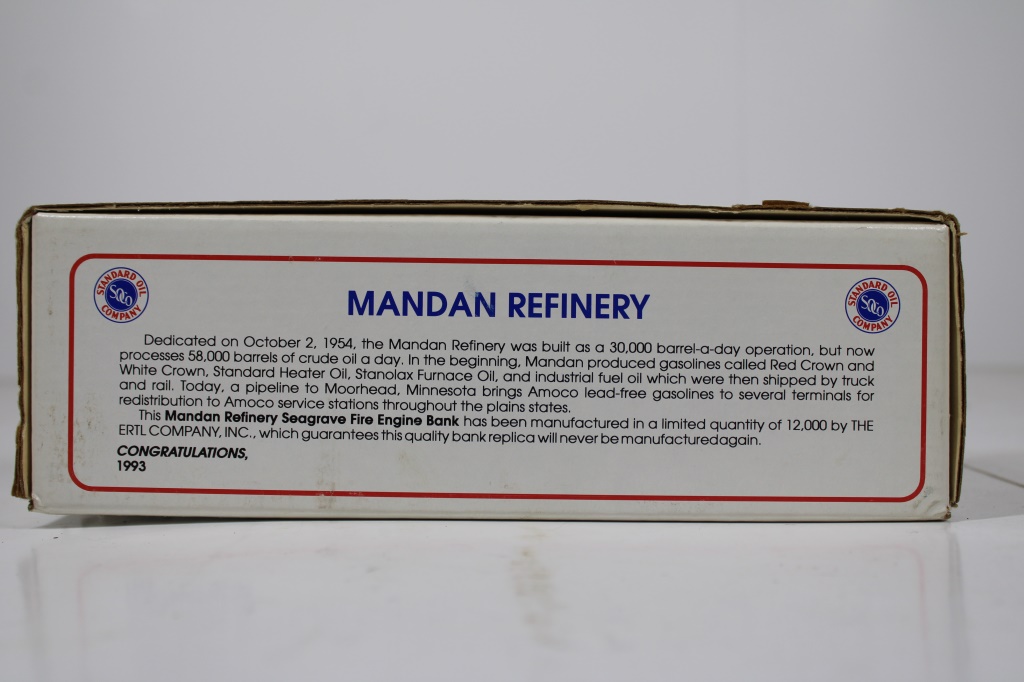 STANDARD OIL COMPANY
SOCO
MANDAN REFINERY
STANDARD OIL COMPANY
SOCO
Dedicated on October 2, 1954, the Mandan Refinery was built as a 30,000 barrel-a-day operation, but now
processes 58,000 barrels of crude oil a day. In the beginning, Mandan produced gasolines called Red Crown and
White Crown, Standard Heater Oil, Stanolax Furnace Oil, and industrial fuel oil which were then shipped by truck
and rail. Today, a pipeline to Moorhead, Minnesota brings Amoco lead-free gasolines to several terminals for
redistribution to Amoco service stations throughout the plains states.
This Mandan Refinery Seagrave Fire Engine Bank has been manufactured in a limited quantity of 12,000 by THE
ERTL COMPANY, INC., which guarantees this quality bank replica will never be manufactured again.
CONGRATULATIONS,
1993